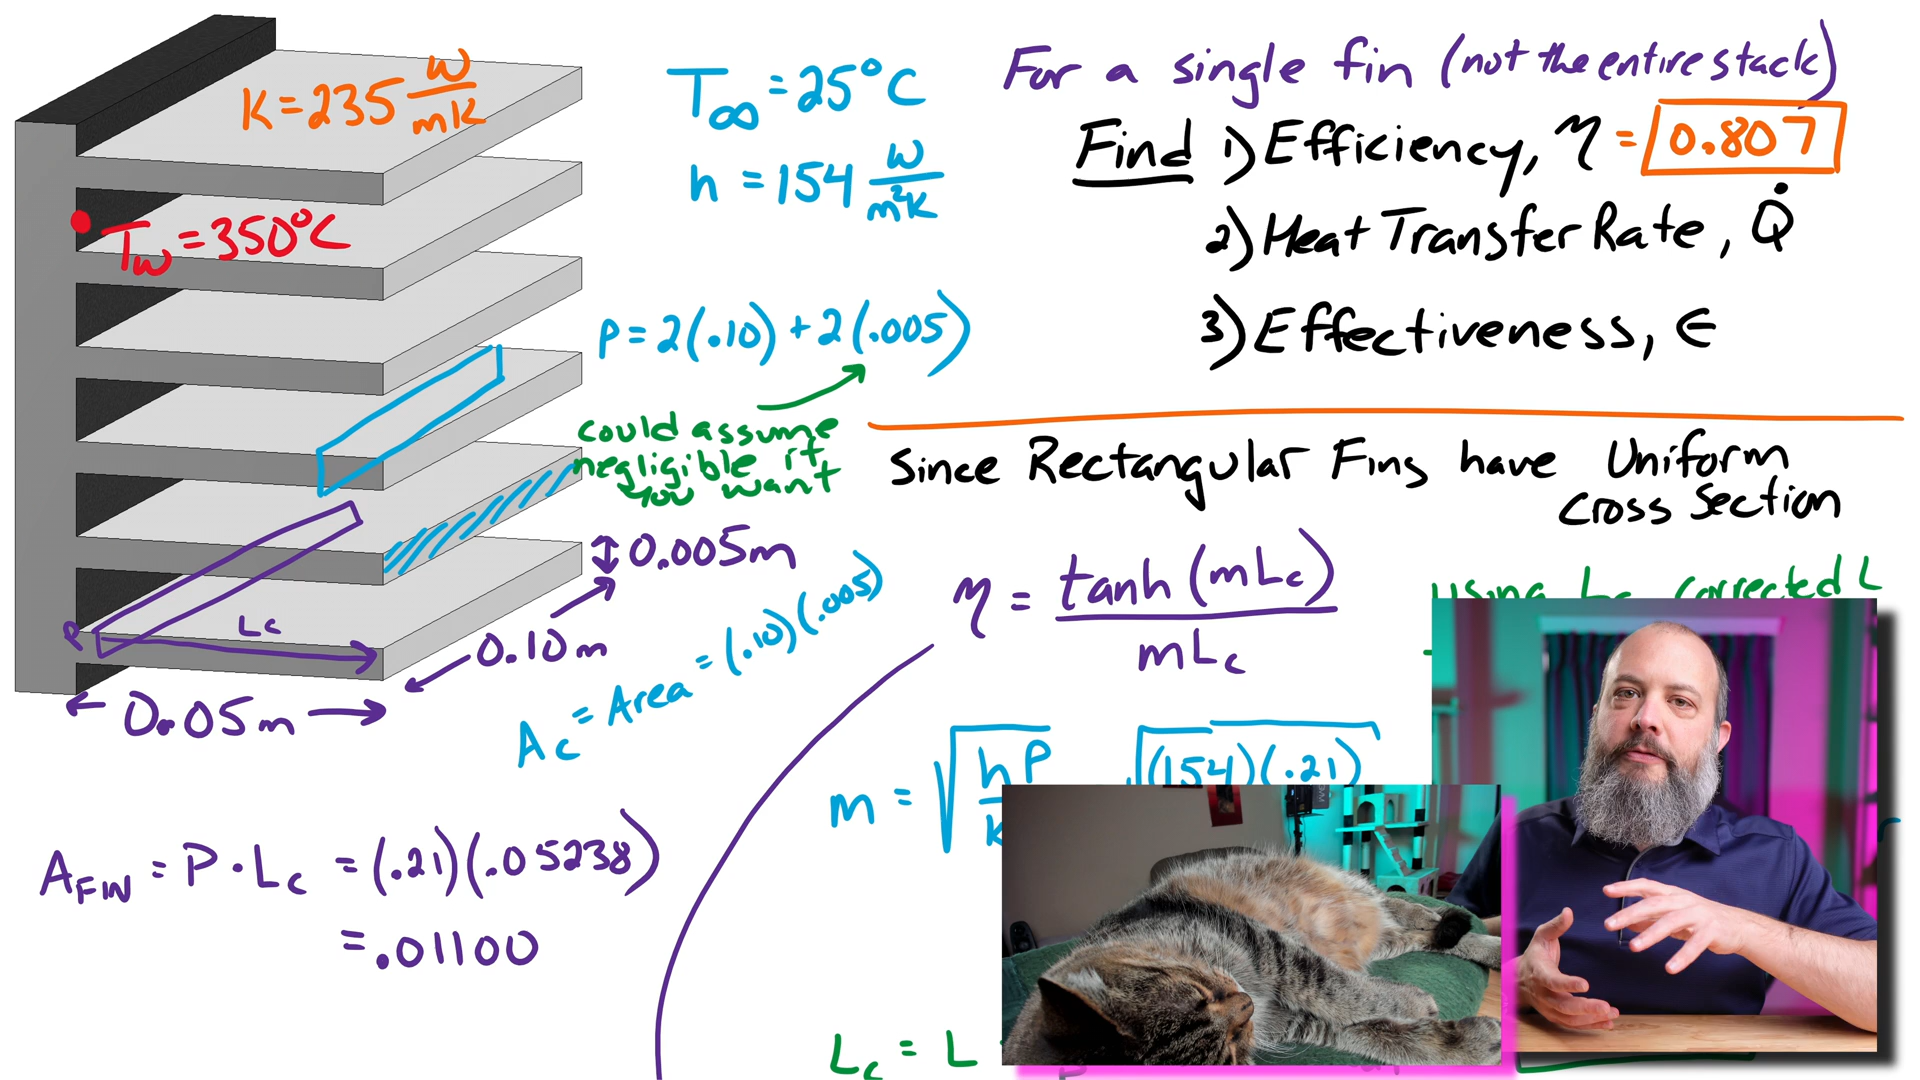 K = 235 W/mK
T∞ = 25°C
h = 154 W/m²K
Tw = 350°C
For a single fin (not the entire stack)
Find 1) Efficiency, η = 0.807
2) Heat Transfer Rate, Q̇
3) Effectiveness, ∈
P = 2(.10) + 2(.005)
could assume
negligible if
you want
Since Rectangular Fins have Uniform
Cross Section
0.005m
0.10m
0.05m
P
Lc
Ac = Area = (.10)(.005)
η = tanh(mLc) / mLc
using Lc corrected L
m = √ hP / k √ (154)(.21)
AFIN = P · Lc = (.21)(.05238)
= .01100
Lc = L